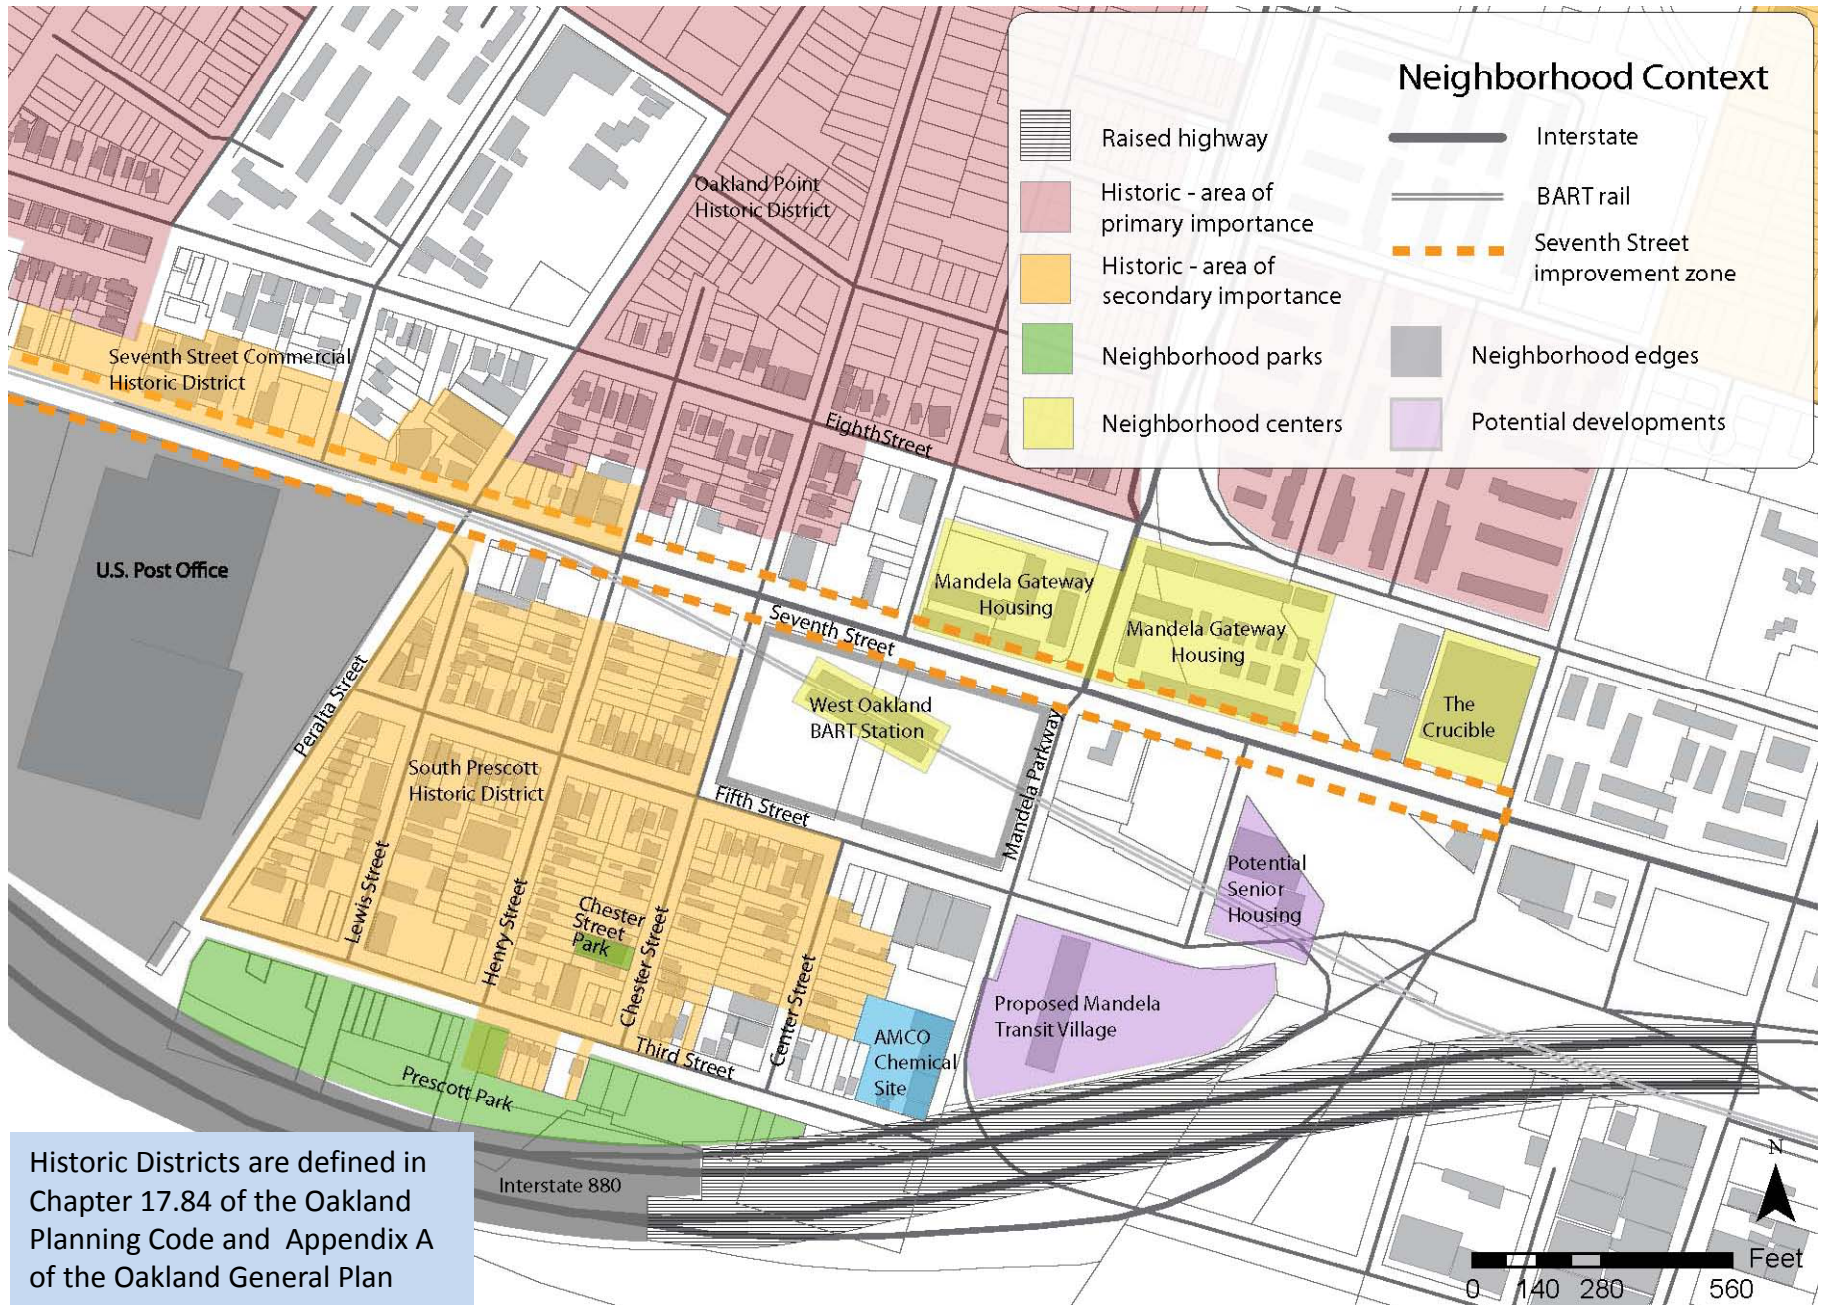 Neighborhood Context
Raised highway
Historic - area of
primary importance
Historic - area of
secondary importance
Neighborhood parks
Neighborhood centers
Interstate
BART rail
Seventh Street
improvement zone
Neighborhood edges
Potential developments
Oakland Point
Historic District
Seventh Street Commercial
Historic District
EighthStreet
U.S. Post Office
Mandela Gateway
Housing
Mandela Gateway
Housing
Seventh Street
The
Crucible
West Oakland
BART Station
Peralta Street
Mandela Parkway
South Prescott
Historic District
Fifth Street
Potential
Senior
Housing
Lewis Street
Henry Street
Chester
Street
Park
Chester Street
Center Street
Proposed Mandela
Transit Village
AMCO
Chemical
Site
Third Street
Prescott Park
Interstate 880
Historic Districts are defined in
Chapter 17.84 of the Oakland
Planning Code and Appendix A
of the Oakland General Plan
N
Feet
0 140 280 560